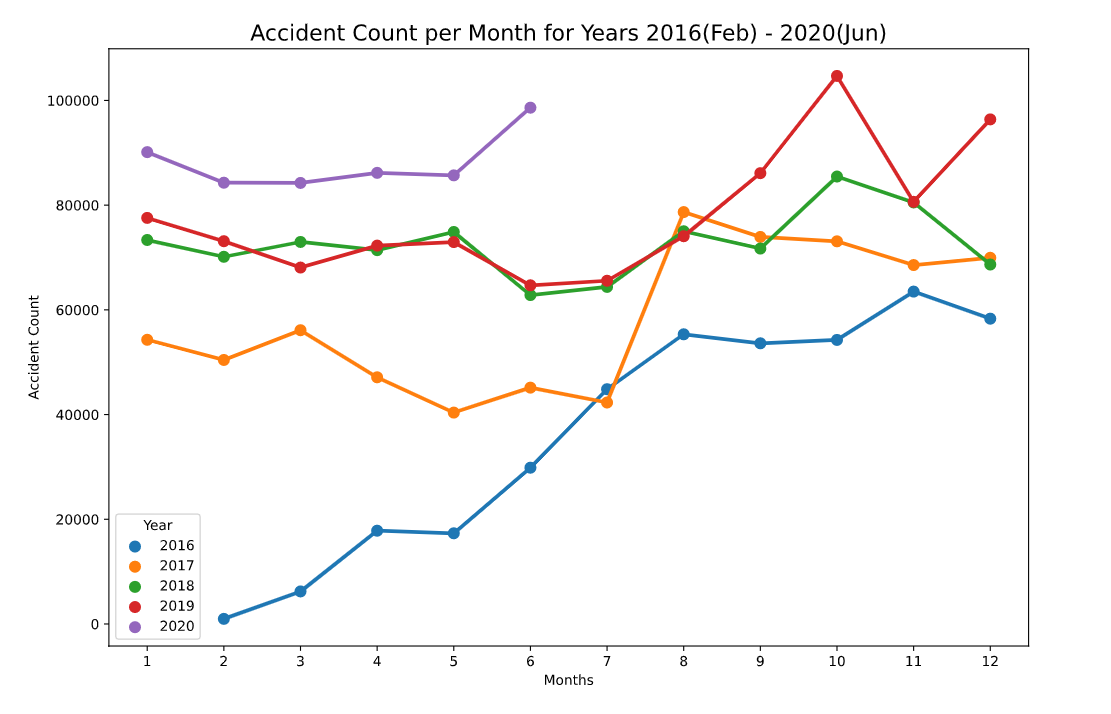 Accident Count per Month for Years 2016(Feb) - 2020(Jun)
100000
80000
60000
40000
20000
0
Accident Count
Year
2016
2017
2018
2019
2020
1 2 3 4 5 6 7 8 9 10 11 12
Months